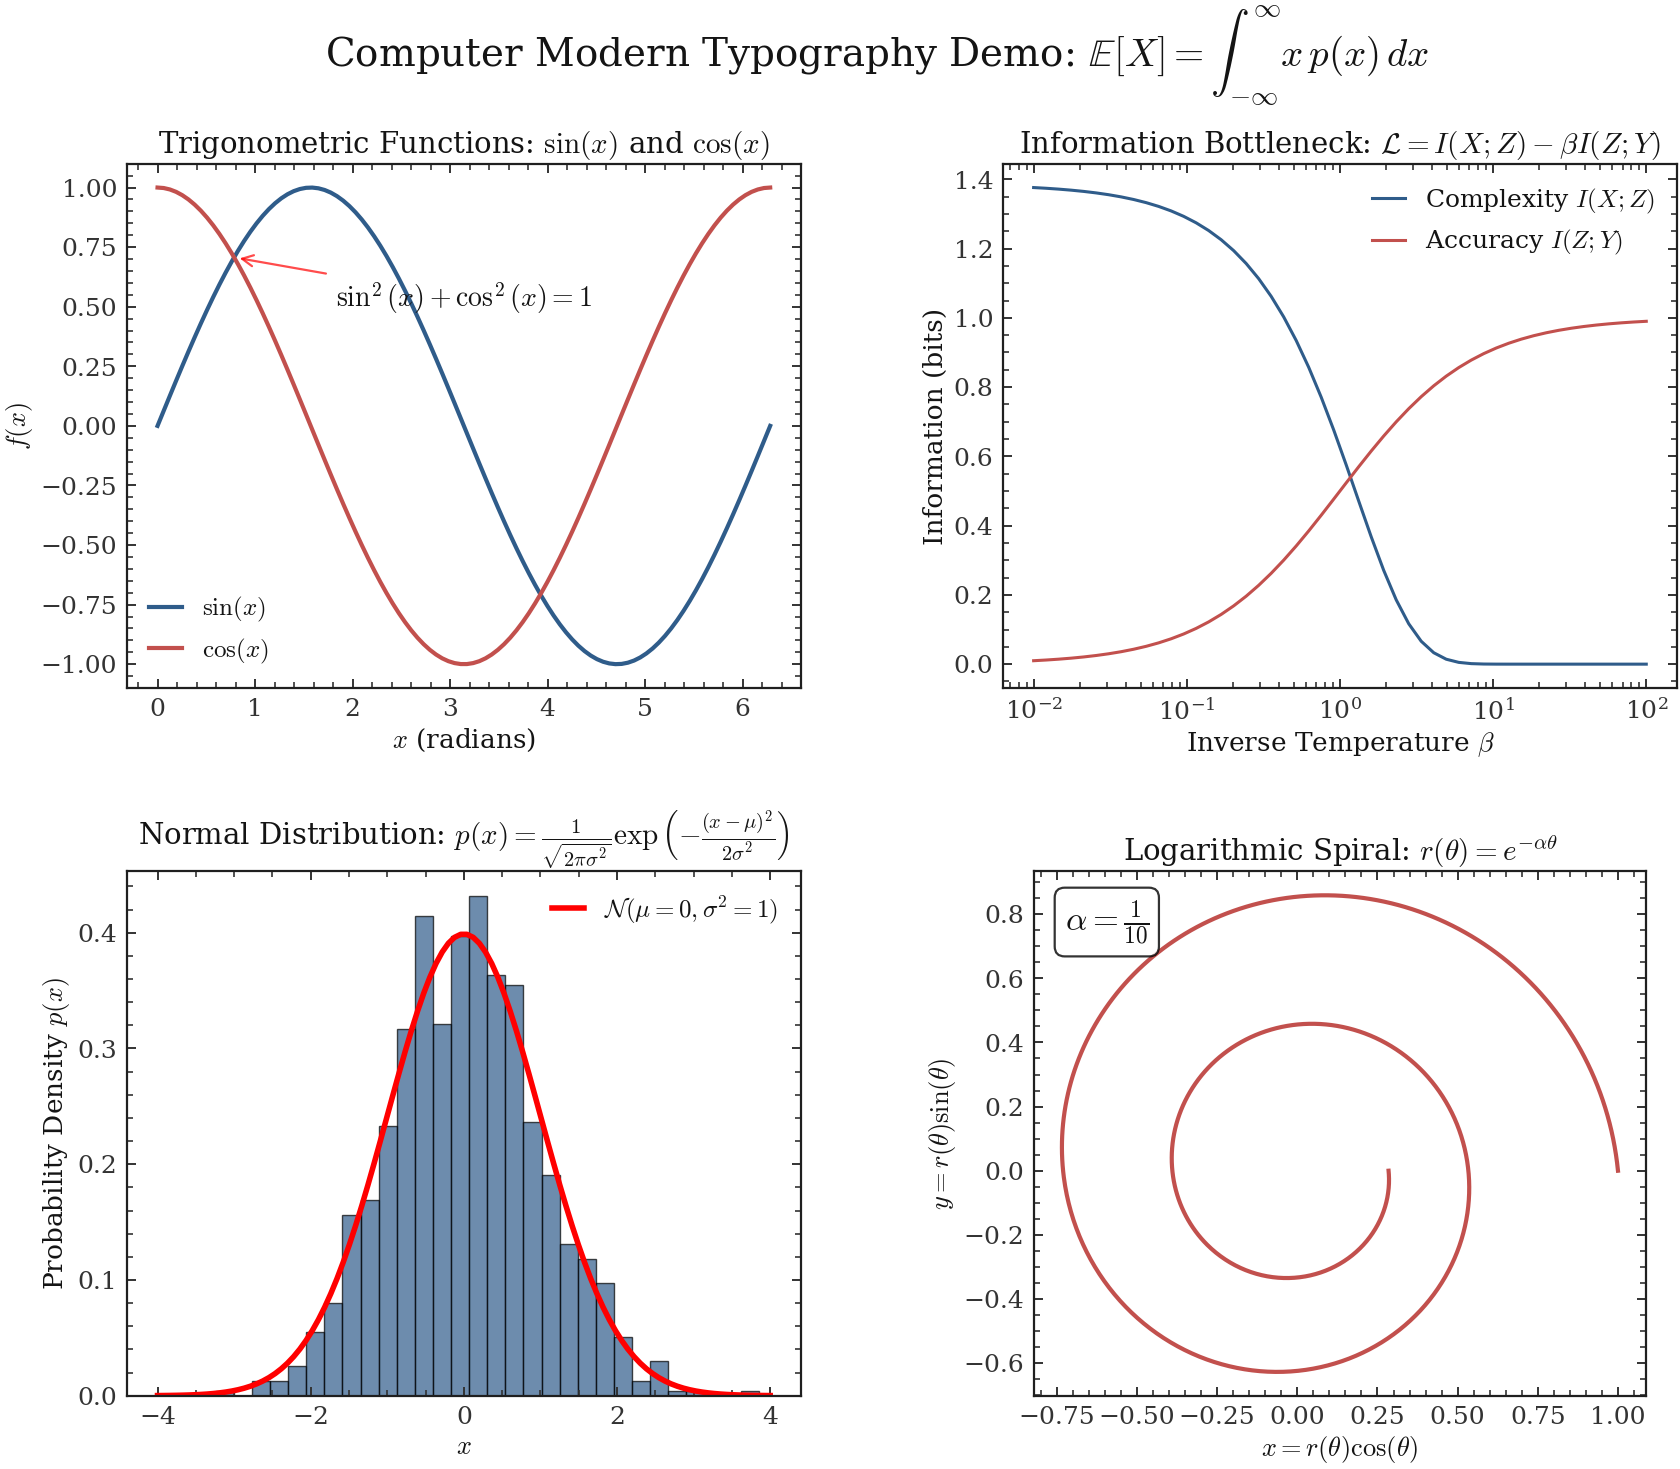 Computer Modern Typography Demo: 𝔼[X] = ∫_{-∞}^{∞} x p(x) dx
Trigonometric Functions: sin(x) and cos(x)
1.00
0.75
0.50
0.25
0.00
−0.25
−0.50
−0.75
−1.00
f(x)
sin² (x) + cos² (x) = 1
sin(x)
cos(x)
0 1 2 3 4 5 6
x (radians)
Information Bottleneck: ℒ = I(X; Z) − βI(Z; Y)
1.4
1.2
1.0
0.8
0.6
0.4
0.2
0.0
Information (bits)
Complexity I(X; Z)
Accuracy I(Z; Y)
10⁻² 10⁻¹ 10⁰ 10¹ 10²
Inverse Temperature β
Normal Distribution: p(x) = \frac{1}{\sqrt{2πσ²}} exp(−\frac{(x − μ)²}{2σ²})
0.4
0.3
0.2
0.1
0.0
Probability Density p(x)
𝒩(μ = 0, σ² = 1)
−4 −2 0 2 4
x
Logarithmic Spiral: r(θ) = e^{−αθ}
0.8
0.6
0.4
0.2
0.0
−0.2
−0.4
−0.6
y = r(θ)sin(θ)
α = \frac{1}{10}
−0.75 −0.50 −0.25 0.00 0.25 0.50 0.75 1.00
x = r(θ)cos(θ)